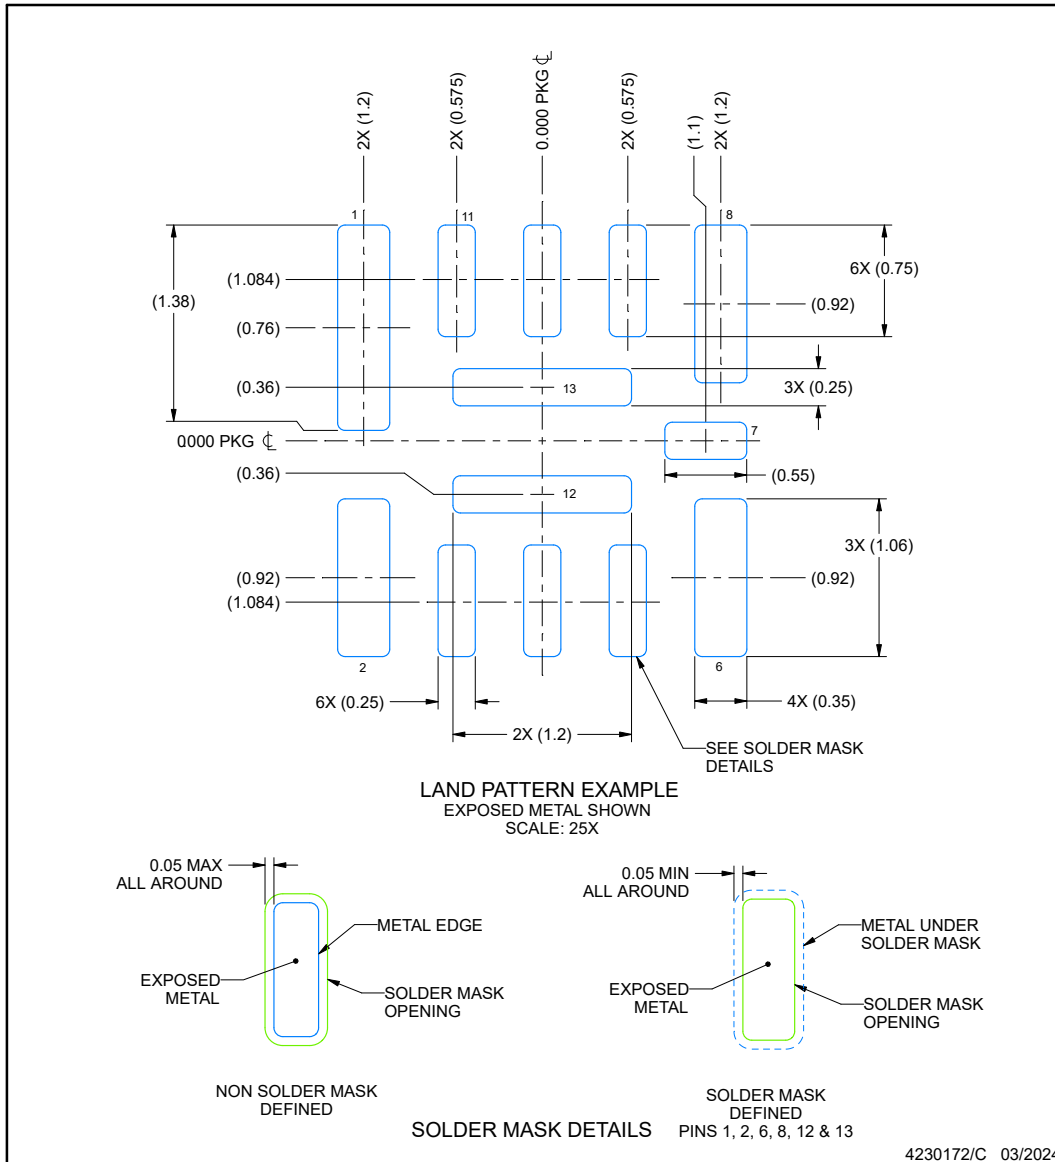 2X (1.2)
2X (0.575)
0.000 PKG
2X (0.575)
(1.1)
2X (1.2)
1
11
8
(1.38)
(1.084)
(0.76)
(0.36)
0000 PKG
(0.36)
(0.92)
(1.084)
6X (0.75)
(0.92)
13
3X (0.25)
7
(0.55)
12
3X (1.06)
(0.92)
2
6
6X (0.25)
4X (0.35)
2X (1.2)
SEE SOLDER MASK
DETAILS
LAND PATTERN EXAMPLE
EXPOSED METAL SHOWN
SCALE: 25X
0.05 MAX
ALL AROUND
METAL EDGE
EXPOSED
METAL
SOLDER MASK
OPENING
NON SOLDER MASK
DEFINED
0.05 MIN
ALL AROUND
METAL UNDER
SOLDER MASK
EXPOSED
METAL
SOLDER MASK
OPENING
SOLDER MASK
DEFINED
PINS 1, 2, 6, 8, 12 & 13
SOLDER MASK DETAILS
4230172/C 03/2024